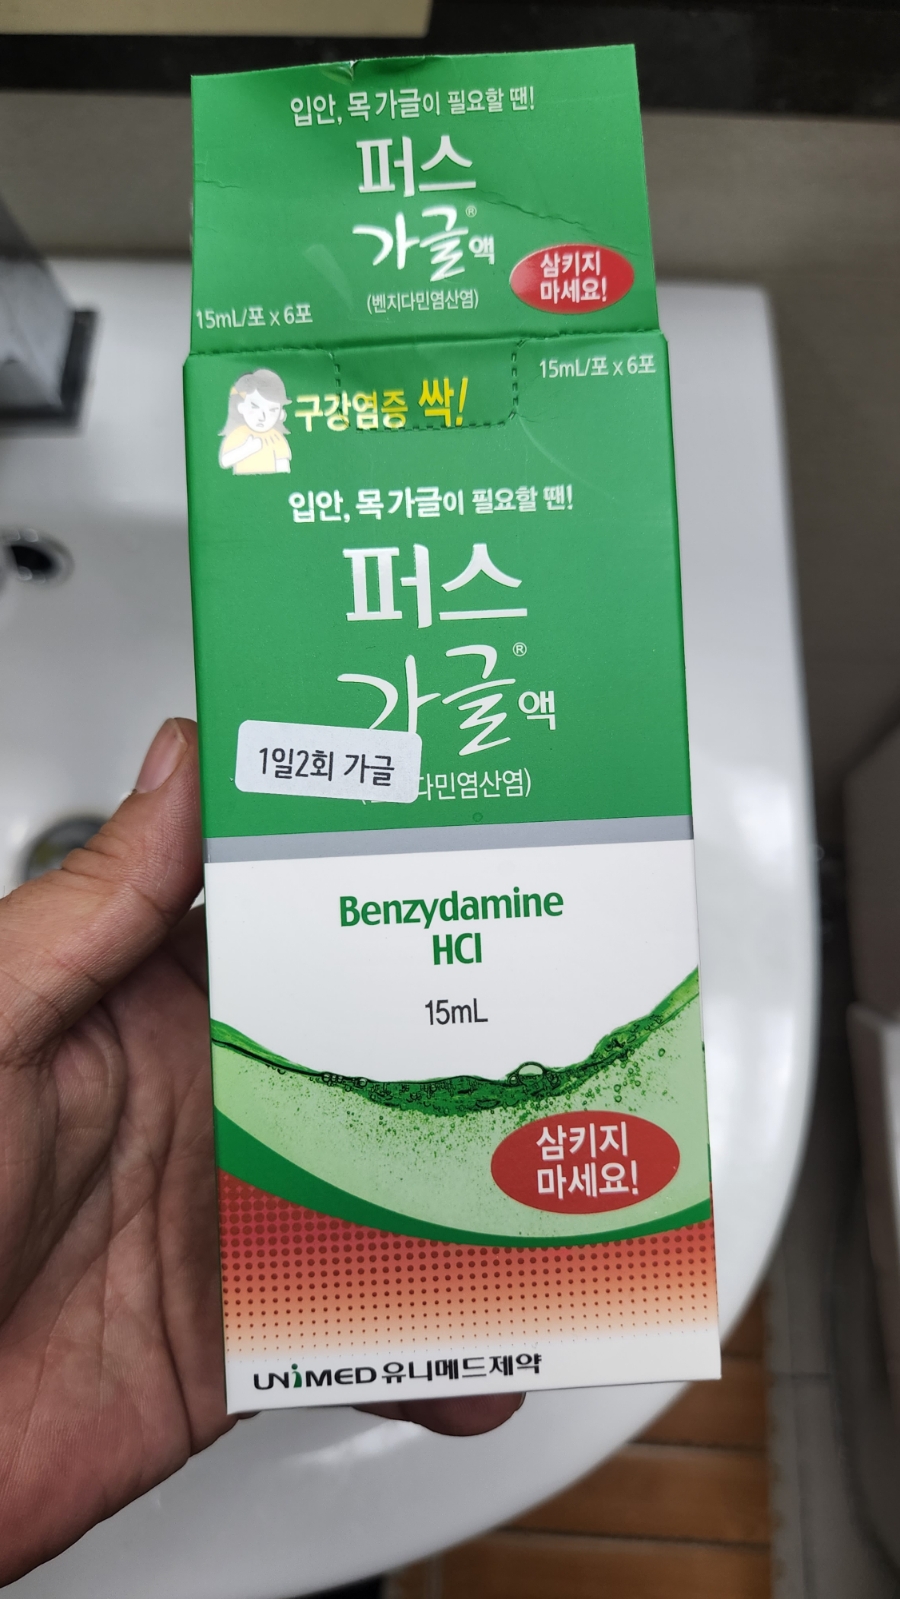 입안, 목 가글이 필요할 땐!
퍼스
가글®액
(벤지다민염산염)
삼키지
마세요!
15mL/포 x 6포
15mL/포 x 6포
구강염증 싹!
입안, 목 가글이 필요할 땐!
퍼스
가글®액
1일2회 가글
다민염산염)
Benzydamine
HCl
15mL
삼키지
마세요!
UNIMED 유니메드제약